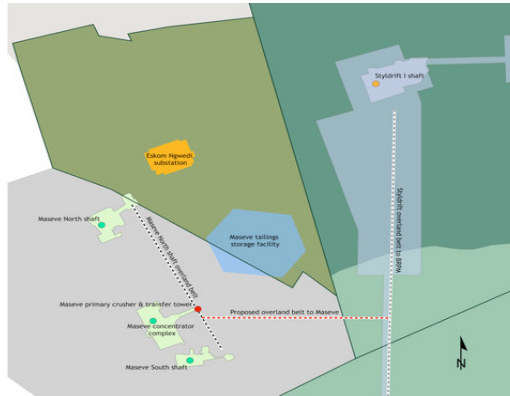 Styldrift I shaft
Eskom Ngwedi
substation
Maseve North shaft
Maseve North shaft overland belt
Maseve tailings
storage facility
Styldrift overland belt to BRPM
Maseve primary crusher & transfer tower
Proposed overland belt to Maseve
Maseve concentrator
complex
Maseve South shaft
N